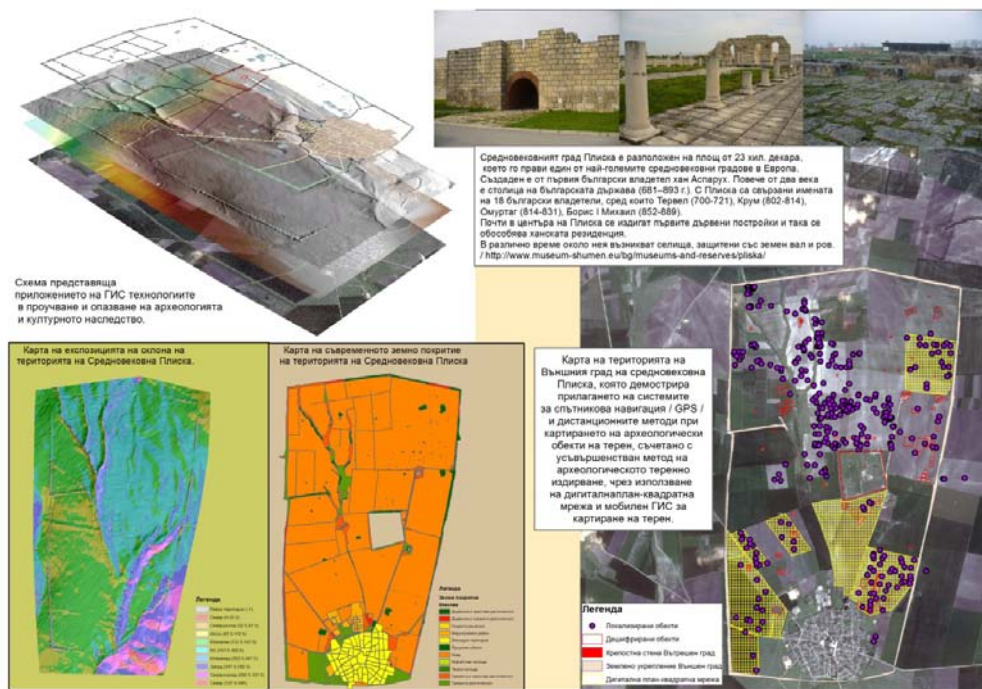 Средновековният град Плиска е разположен на площ от 23 хил. декара,
което го прави един от най-големите средновековни градове в Европа.
Създаден е от първия български владетел хан Аспарух. Повече от два века
е столица на българската държава (681–893 г.). С Плиска са свързани имената
на 18 български владетели, сред които Тервел (700-721), Крум (802-814),
Омуртаг (814-831), Борис I Михаил (852-889).
Почти в центъра на Плиска се издигат първите дървени постройки и така се
обособява ханската резиденция.
В различно време около нея възникват селища, защитени със земен вал и ров.
/ http://www.museum-shumen.eu/bg/museums-and-reserves/pliska/
Схема представяща
приложението на ГИС технологиите
в проучване и опазване на археологията
и културното наследство.
Карта на експозицията на склона на
територията на Средновековна Плиска.
Легенда
Карта на съвременното земно покритие
на територията на Средновековна Плиска
Легенда
Карта на територията на
Външния град на средновековна
Плиска, която демострира
прилагането на системите
за спътникова навигация / GPS /
и дистанционните методи при
картирането на археологически
обекти на терен, съчетано с
усъвършенстван метод на
археологическото теренно
издирване, чрез използване
на дигиталнаплан-квадратна
мрежа и мобилен ГИС за
картиране на терен.
Легенда
Локализирани обекти
Дешифрирани обекти
Крепостна стена Вътрешен град
Землено укрепление Външен град
Дигитална план-квадратна мрежа